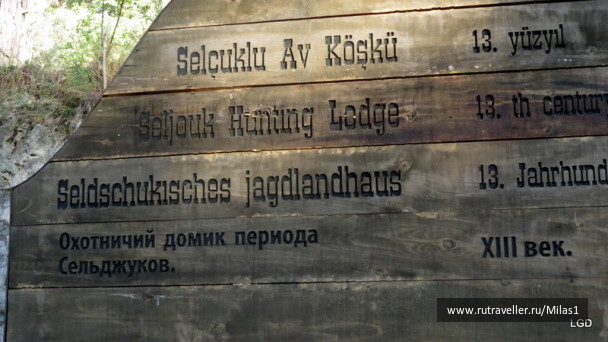 Selçuklu Av Köşkü 13. yüzyıl
Seljeuk Hunting Lodge 13. th century
Seldschukisches jagdlandhaus 13. Jahrhund
Охотничий домик периода XIII век.
Сельджуков.
www.rutraveller.ru/Milas1
LGD